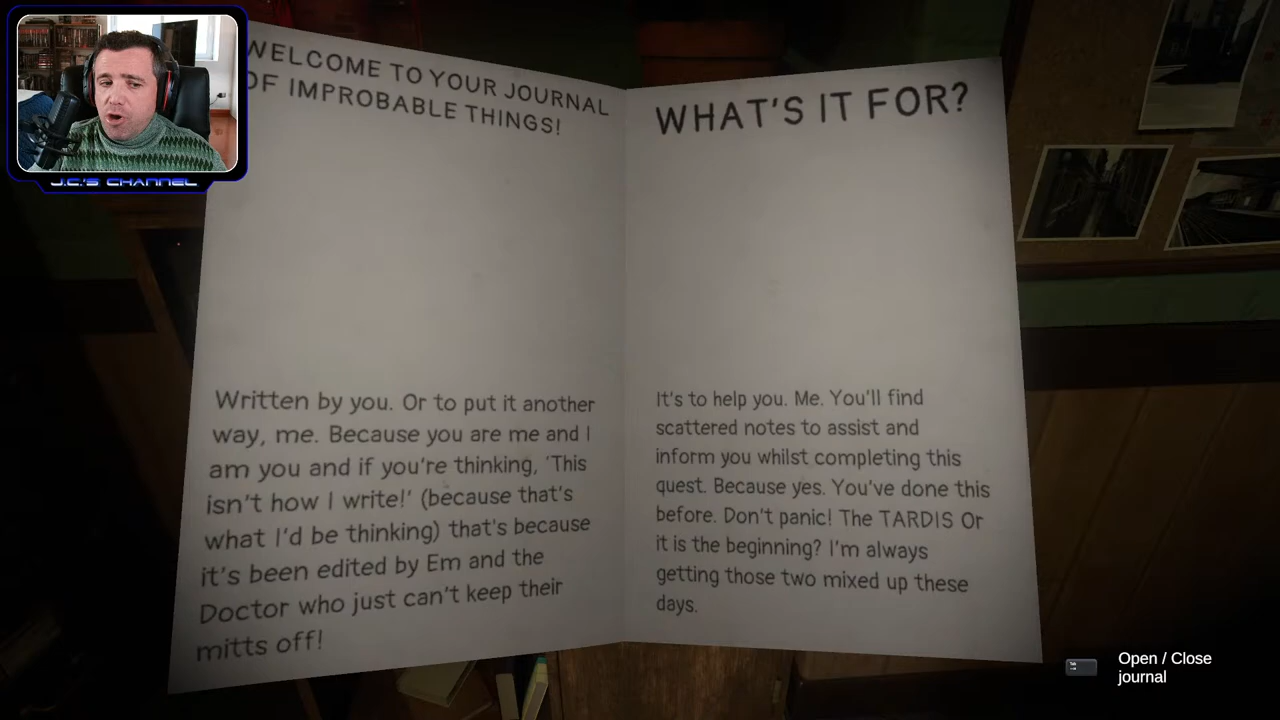 WELCOME TO YOUR JOURNAL
OF IMPROBABLE THINGS!
Written by you. Or to put it another
way, me. Because you are me and I
am you and if you're thinking, 'This
isn't how I write!' (because that's
what I'd be thinking) that's because
it's been edited by Em and the
Doctor who just can't keep their
mitts off!
WHAT'S IT FOR?
It's to help you. Me. You'll find
scattered notes to assist and
inform you whilst completing this
quest. Because yes. You've done this
before. Don't panic! The TARDIS Or
it is the beginning? I'm always
getting those two mixed up these
days.
J.C.'S CHANNEL
Tab
Open / Close
journal